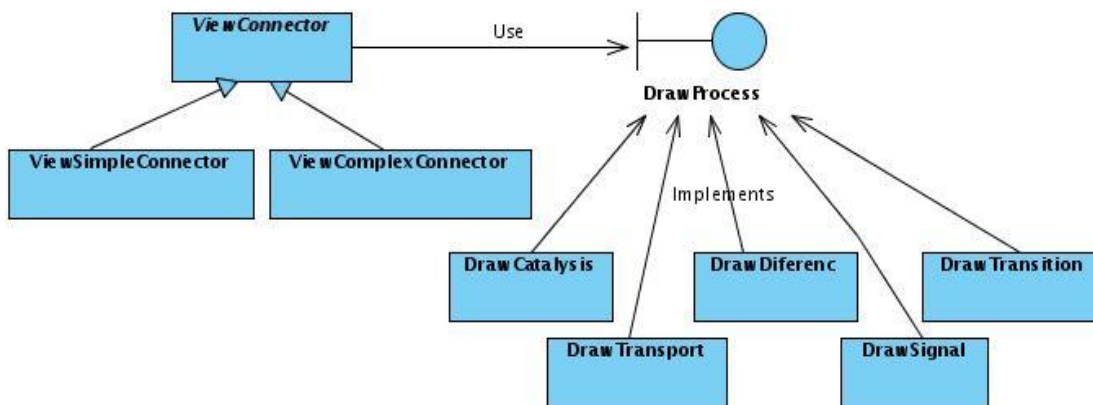 ViewConnector
Use
DrawProcess
ViewSimpleConnector
ViewComplexConnector
Implements
DrawCatalysis
DrawDiferenc
DrawTransition
DrawTransport
DrawSignal